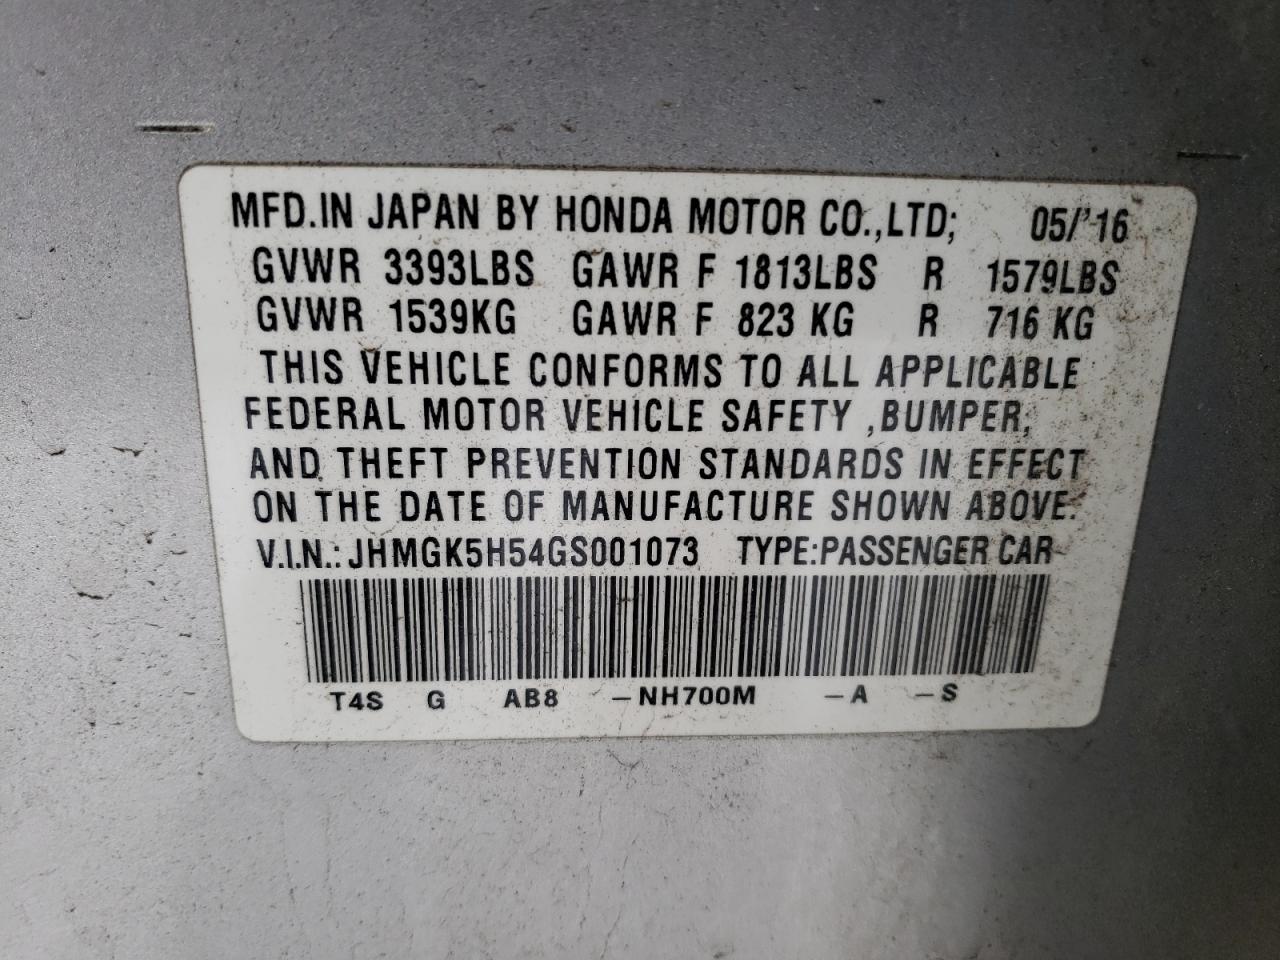 MFD.IN JAPAN BY HONDA MOTOR CO.,LTD; 05/'16
GVWR 3393LBS GAWR F 1813LBS R 1579LBS
GVWR 1539KG GAWR F 823 KG R 716 KG
THIS VEHICLE CONFORMS TO ALL APPLICABLE
FEDERAL MOTOR VEHICLE SAFETY ,BUMPER,
AND THEFT PREVENTION STANDARDS IN EFFECT
ON THE DATE OF MANUFACTURE SHOWN ABOVE.
V.I.N.: JHMGK5H54GS001073 TYPE:PASSENGER CAR
T4S G AB8 -NH700M -A -S